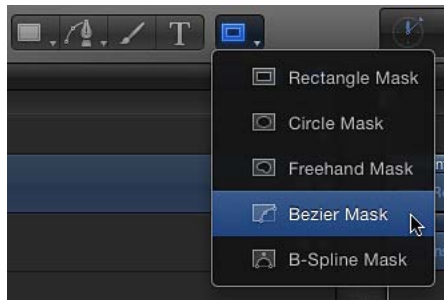 T
Rectangle Mask
Circle Mask
Freehand Mask
Bezier Mask
B-Spline Mask